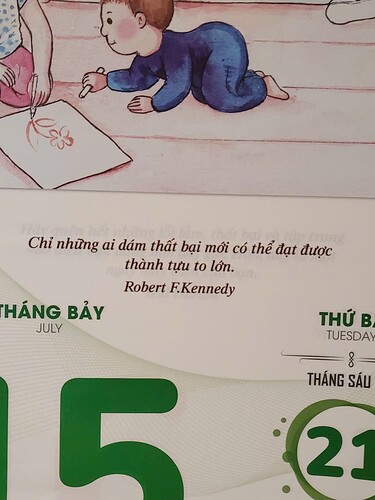 Chỉ những ai dám thất bại mới có thể đạt được
thành tựu to lớn.
Robert F.Kennedy
THÁNG BẢY
JULY
THỨ BA
TUESDAY
THÁNG SÁU
15
21